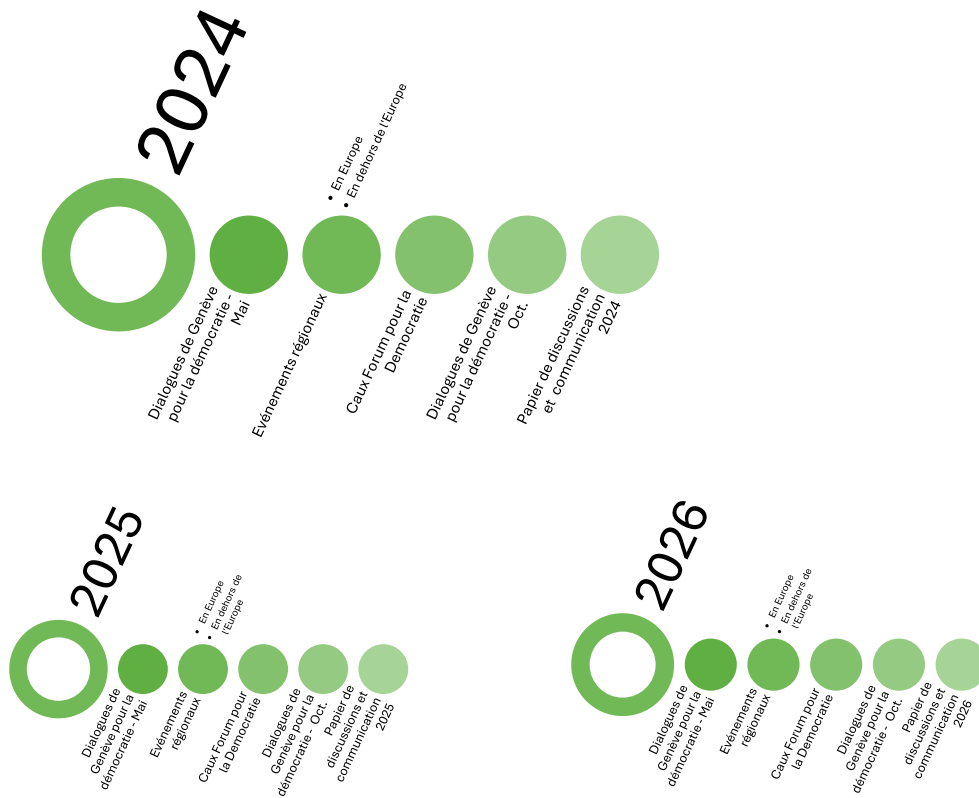 2024
• En Europe
• En dehors de l'Europe
Dialogues de Genève
pour la démocratie -
Mai
Evénements régionaux
Caux Forum pour la
Democratie
Dialogues de Genève
pour la démocratie -
Oct.
Papier de discussions
et communication
2024
2025
• En Europe
• En dehors de
l'Europe
Dialogues de
Genève pour la
démocratie - Mai
Evénements
régionaux
Caux Forum pour
la Democratie
Dialogues de
Genève pour la
démocratie - Oct.
Papier de
discussions et
communication
2025
2026
• En Europe
• En dehors de
l'Europe
Dialogues de
Genève pour la
démocratie - Mai
Evénements
régionaux
Caux Forum pour
la Democratie
Dialogues de
Genève pour la
démocratie - Oct.
Papier de
discussions et
communication
2026